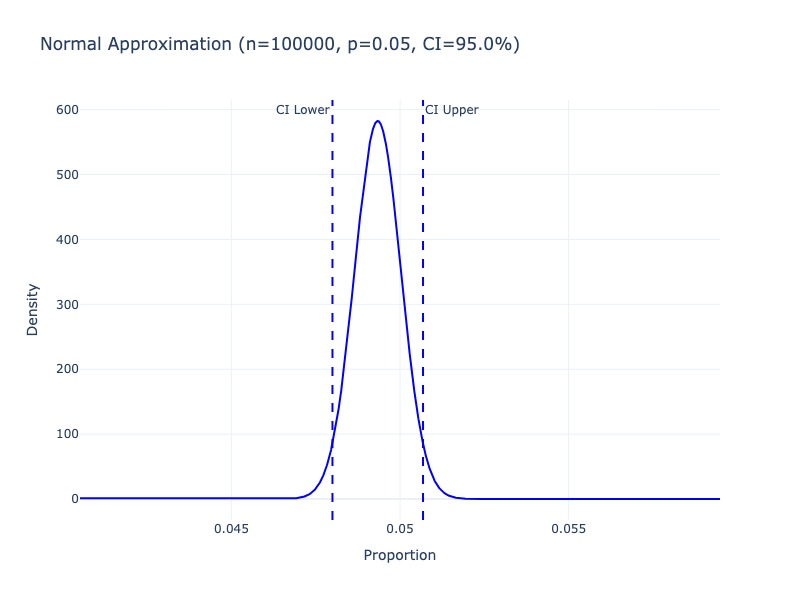 Normal Approximation (n=100000, p=0.05, CI=95.0%)
CI Lower
CI Upper
600
500
400
300
200
100
0
Density
0.045
0.05
0.055
Proportion